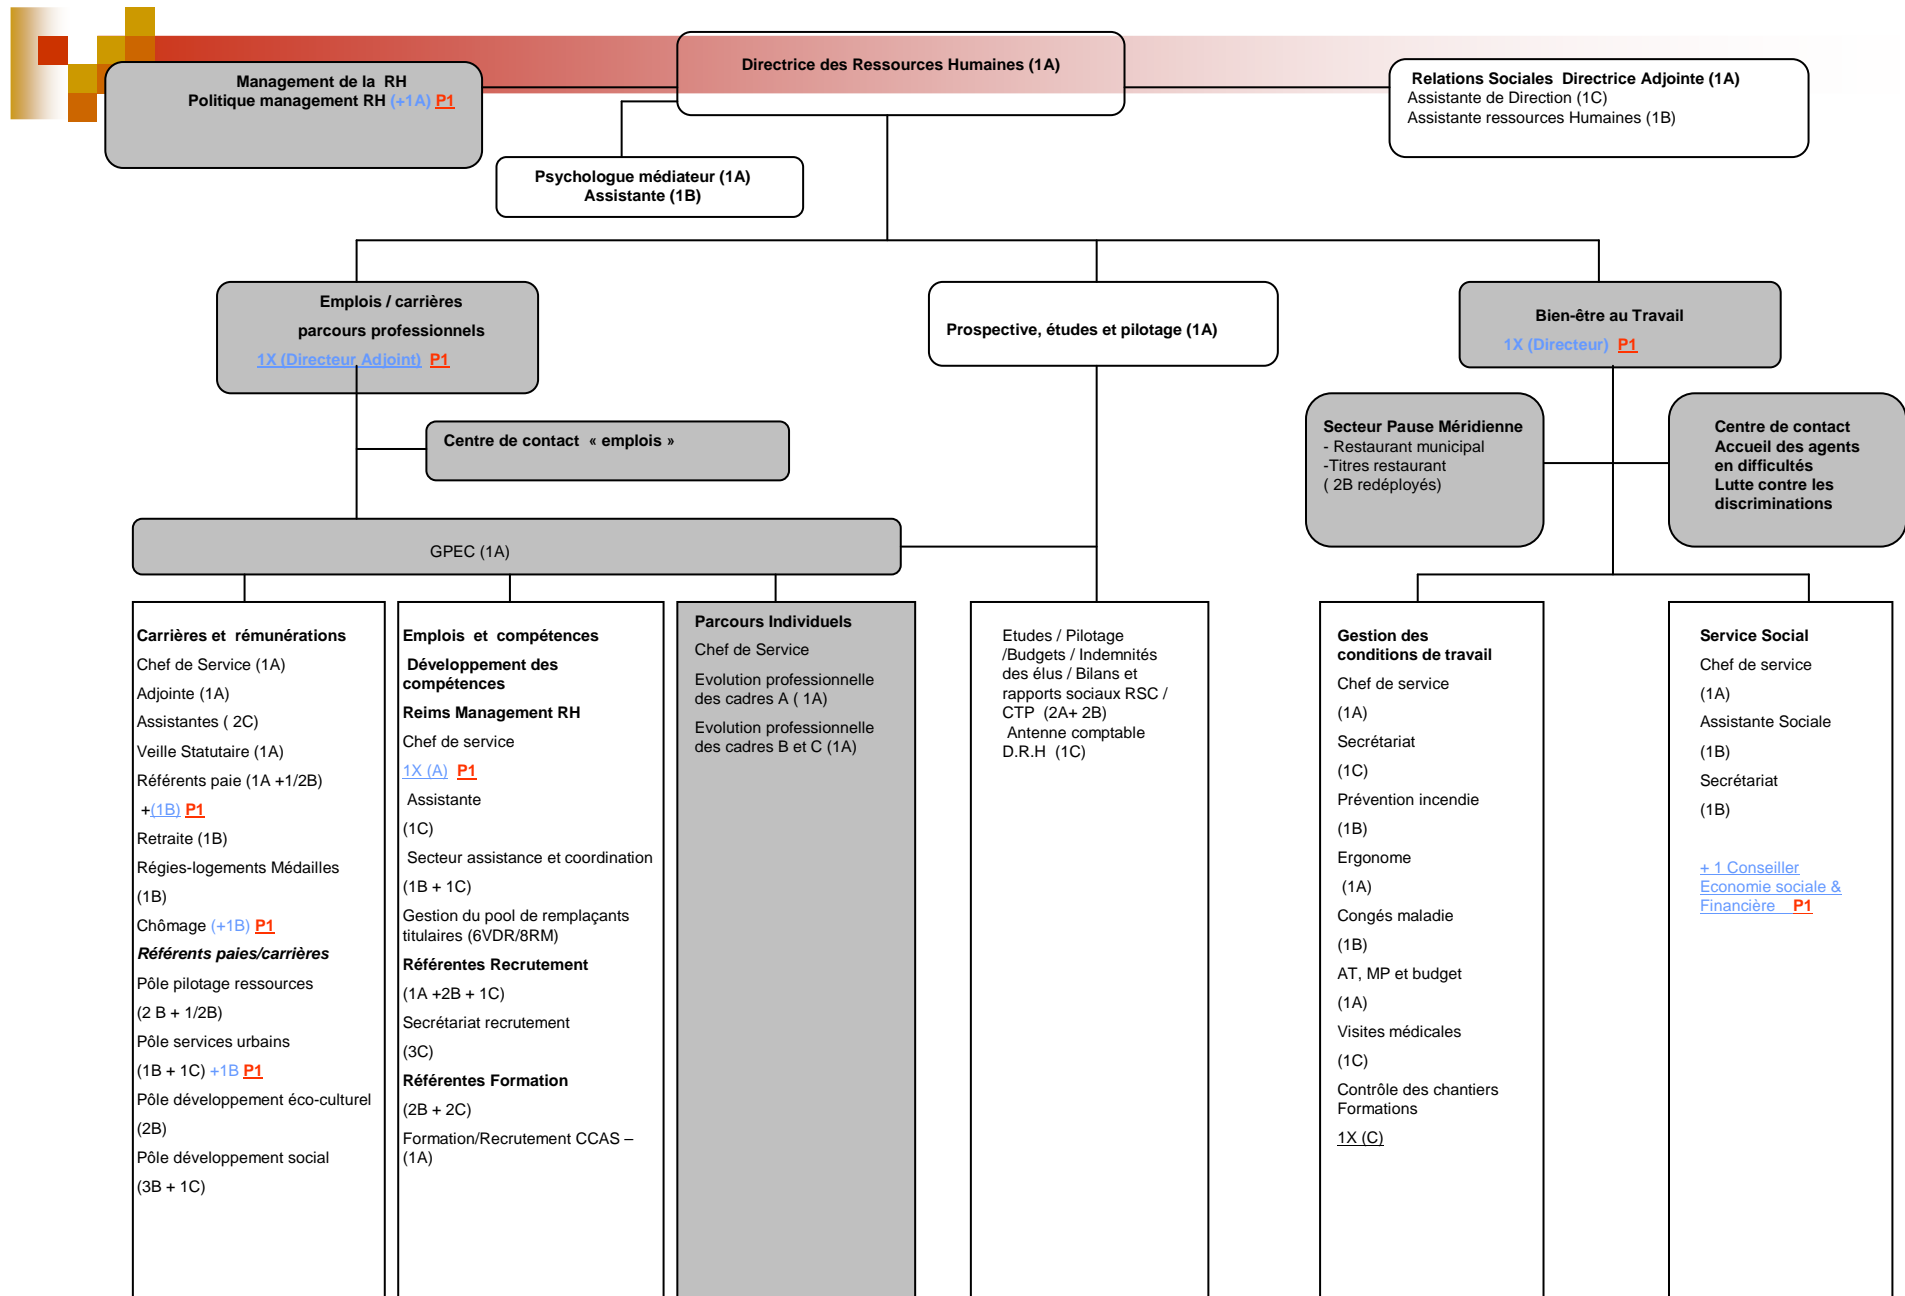 Directrice des Ressources Humaines (1A)
Management de la  RH
Politique management RH (+1A) P1
Relations Sociales  Directrice Adjointe (1A)
Assistante de Direction (1C)
Assistante ressources Humaines (1B)
Psychologue médiateur (1A)
Assistante (1B)
Emplois / carrières
parcours professionnels
1X (Directeur Adjoint)  P1
Prospective, études et pilotage (1A)
Bien-être au Travail
1X (Directeur)  P1
Centre de contact  « emplois »
Secteur Pause Méridienne
- Restaurant municipal
-Titres restaurant
( 2B redéployés)
Centre de contact
Accueil des agents
en difficultés
Lutte contre les
discriminations
GPEC (1A)
Carrières et  rémunérations
Chef de Service (1A)
Adjointe (1A)
Assistantes ( 2C)
Veille Statutaire (1A)
Référents paie (1A +1/2B)
+(1B) P1
Retraite (1B)
Régies-logements Médailles
(1B)
Chômage (+1B) P1
Référents paies/carrières
Pôle pilotage ressources
(2 B + 1/2B)
Pôle services urbains
(1B + 1C) +1B P1
Pôle développement éco-culturel
(2B)
Pôle développement social
(3B + 1C)
Emplois  et compétences
Développement des
compétences
Reims Management RH
Chef de service
1X (A)  P1
Assistante
(1C)
Secteur assistance et coordination
(1B + 1C)
Gestion du pool de remplaçants
titulaires (6VDR/8RM)
Référentes Recrutement
(1A +2B + 1C)
Secrétariat recrutement
(3C)
Référentes Formation
(2B + 2C)
Formation/Recrutement CCAS –
(1A)
Parcours Individuels
Chef de Service
Evolution professionnelle
des cadres A ( 1A)
Evolution professionnelle
des cadres B et C (1A)
Etudes / Pilotage
/Budgets / Indemnités
des élus / Bilans et
rapports sociaux RSC /
CTP  (2A+ 2B)
Antenne comptable
D.R.H  (1C)
Gestion des
conditions de travail
Chef de service
(1A)
Secrétariat
(1C)
Prévention incendie
(1B)
Ergonome
(1A)
Congés maladie
(1B)
AT, MP et budget
(1A)
Visites médicales
(1C)
Contrôle des chantiers
Formations
1X (C)
Service Social
Chef de service
(1A)
Assistante Sociale
(1B)
Secrétariat
(1B)
+ 1 Conseiller
Economie sociale &
Financière   P1